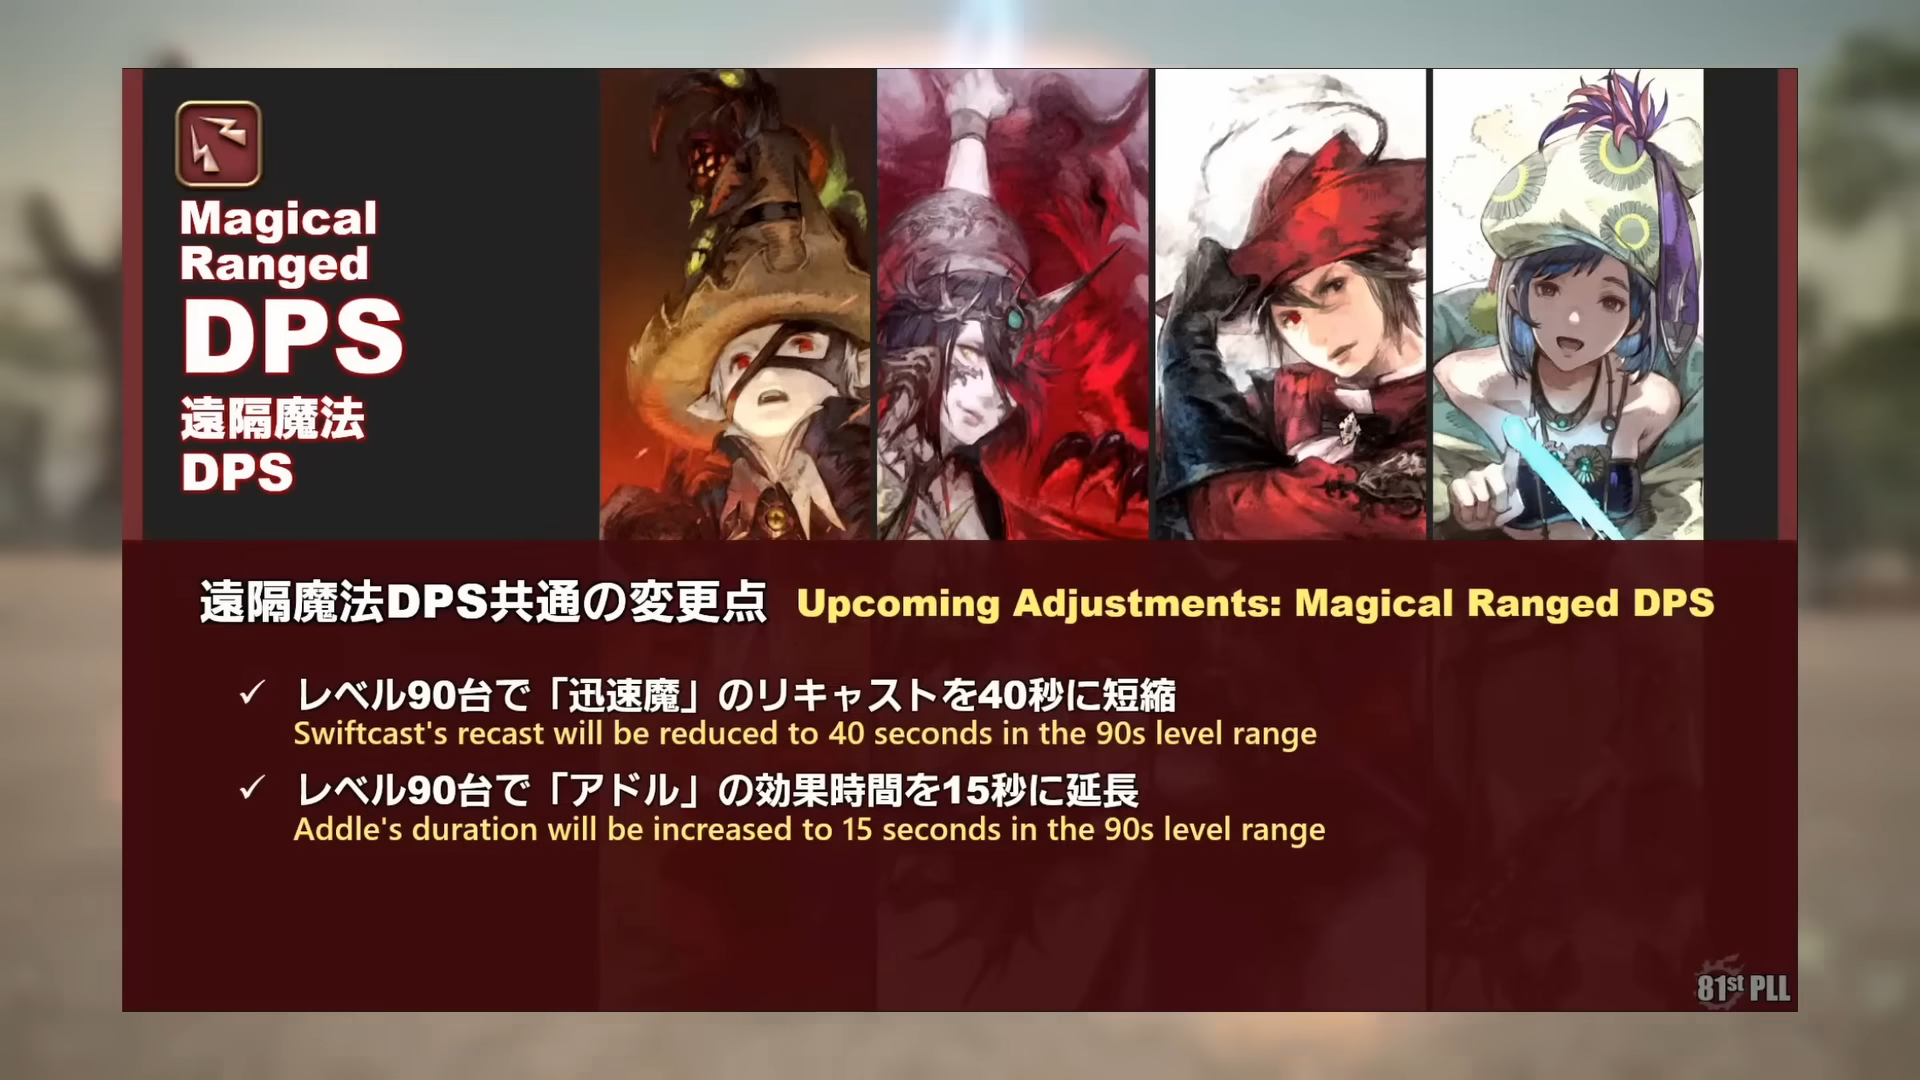 Magical
Ranged
DPS
遠隔魔法
DPS
遠隔魔法DPS共通の変更点 Upcoming Adjustments: Magical Ranged DPS
✓ レベル90台で「迅速魔」のリキャストを40秒に短縮
Swiftcast's recast will be reduced to 40 seconds in the 90s level range
✓ レベル90台で「アドル」の効果時間を15秒に延長
Addle's duration will be increased to 15 seconds in the 90s level range
81st PLL